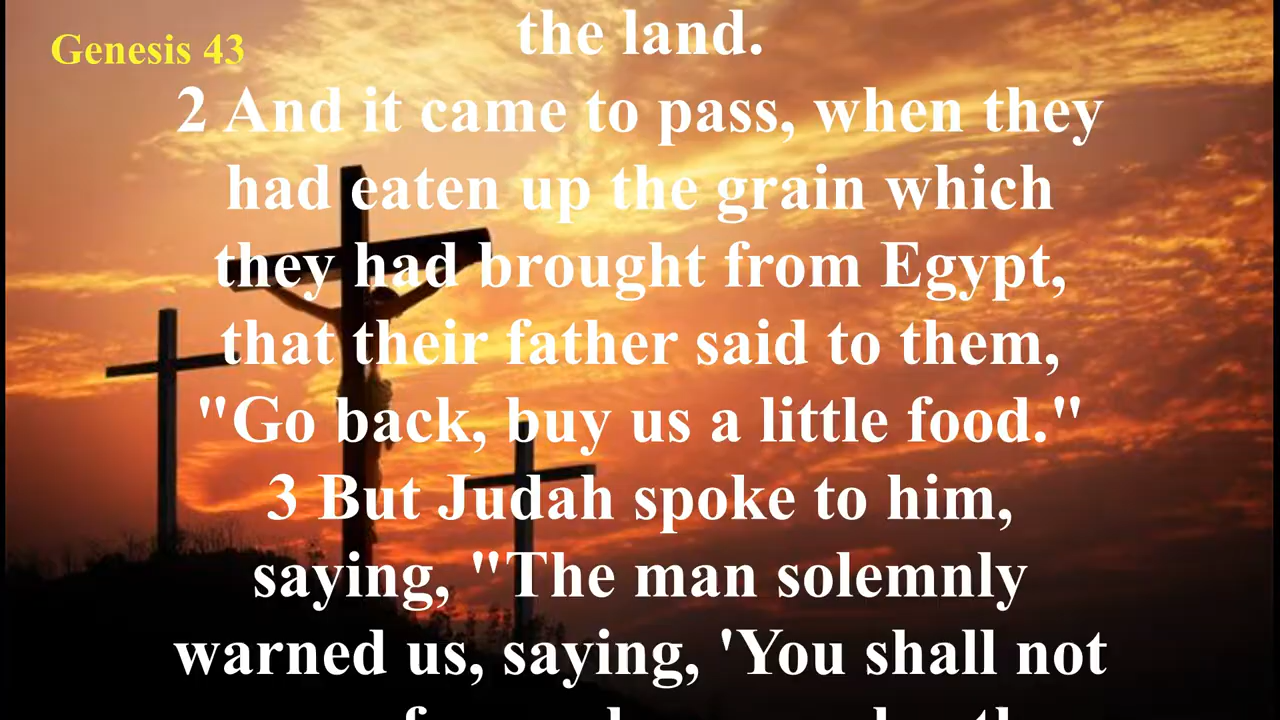 Genesis 43
the land.
2 And it came to pass, when they
had eaten up the grain which
they had brought from Egypt,
that their father said to them,
"Go back, buy us a little food."
3 But Judah spoke to him,
saying, "The man solemnly
warned us, saying, 'You shall not